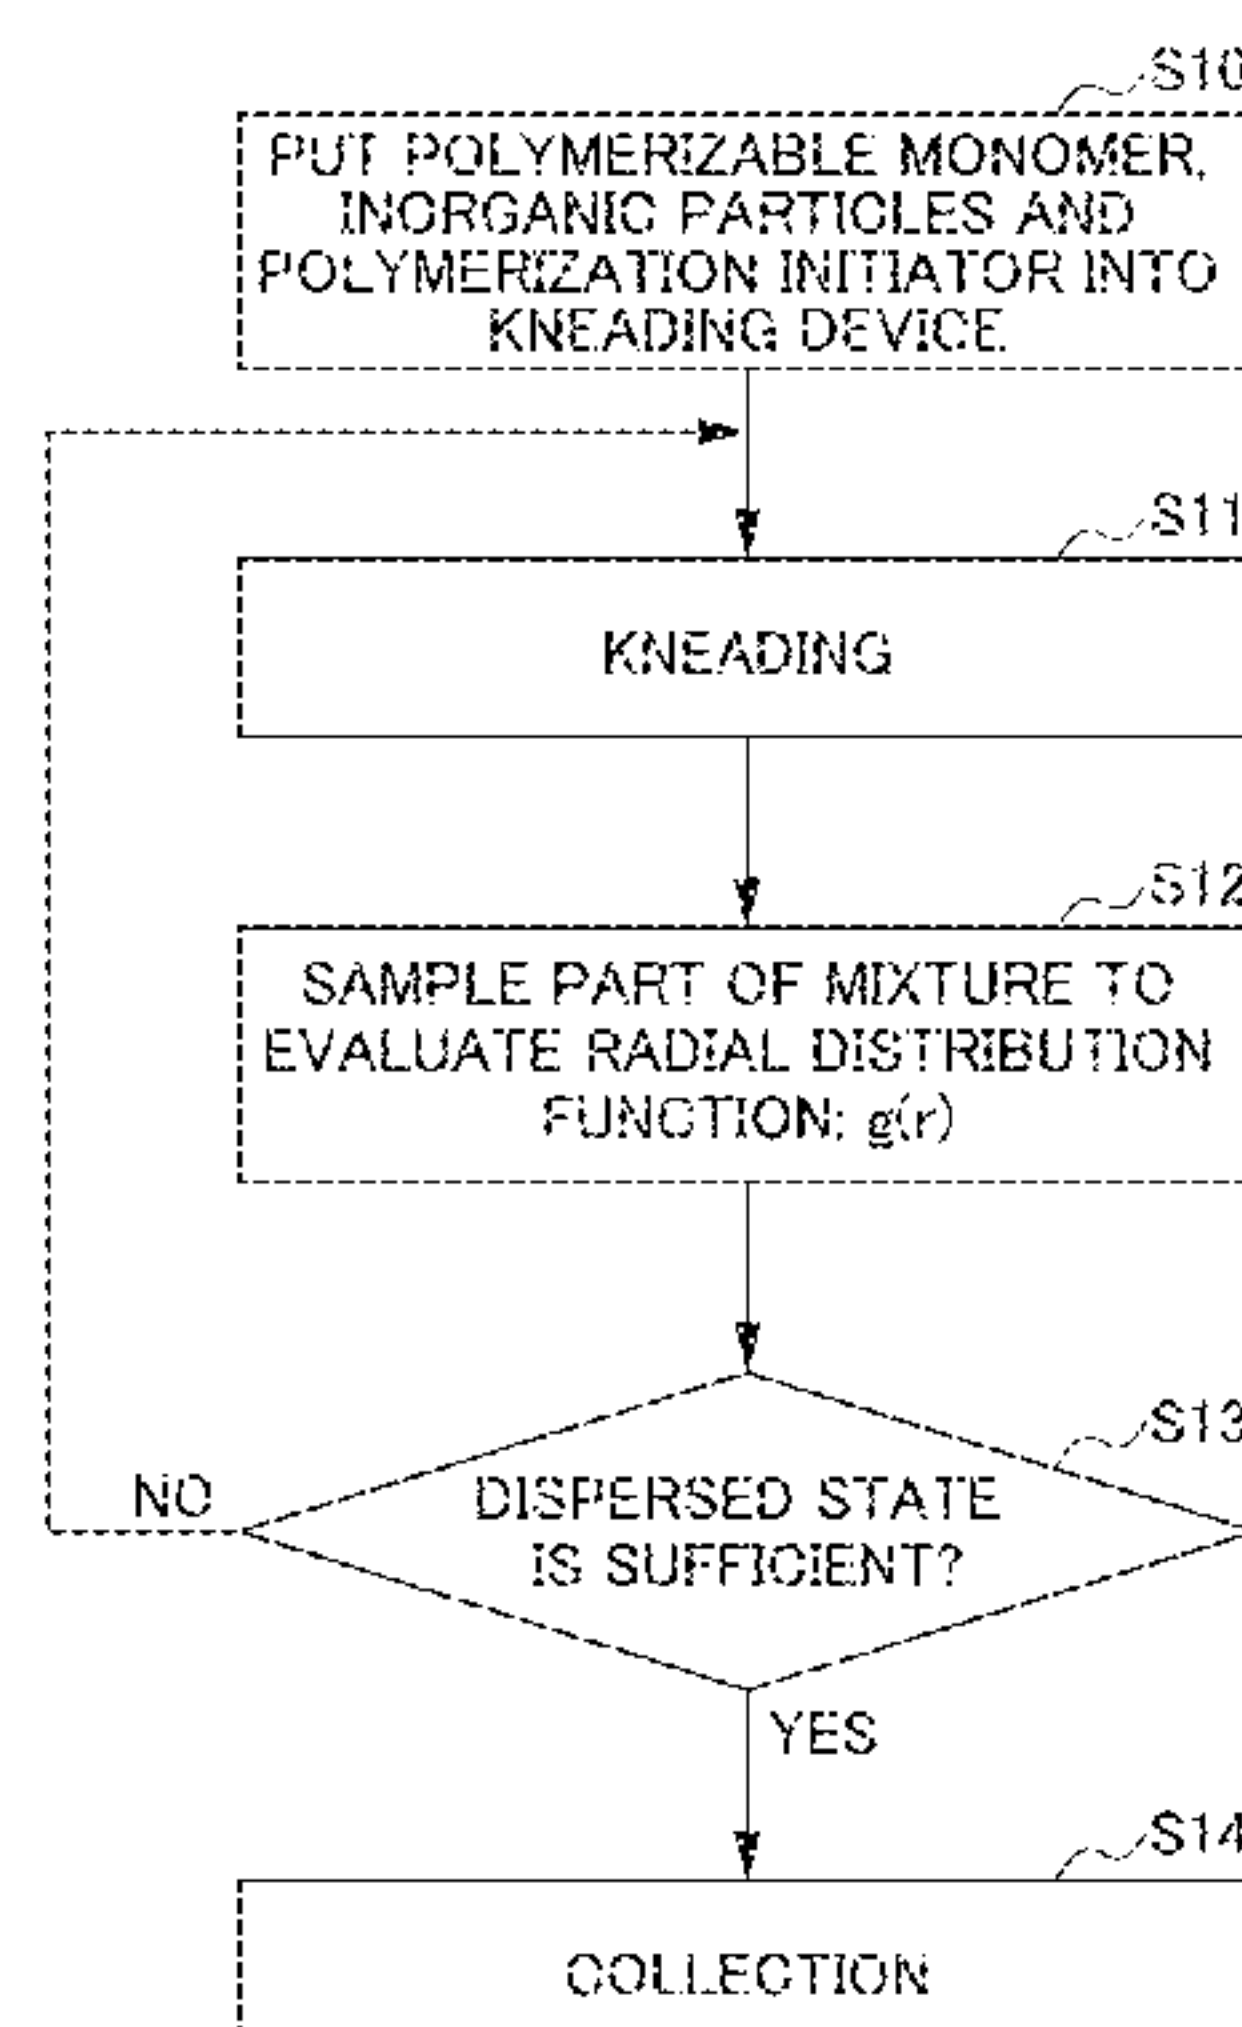 S10
PUT POLYMERIZABLE MONOMER,
INORGANIC PARTICLES AND
POLYMERIZATION INITIATOR INTO
KNEADING DEVICE
S11
KNEADING
S12
SAMPLE PART OF MIXTURE TO
EVALUATE RADIAL DISTRIBUTION
FUNCTION: g(r)
S13
DISPERSED STATE
IS SUFFICIENT?
NO
YES
S14
COLLECTION